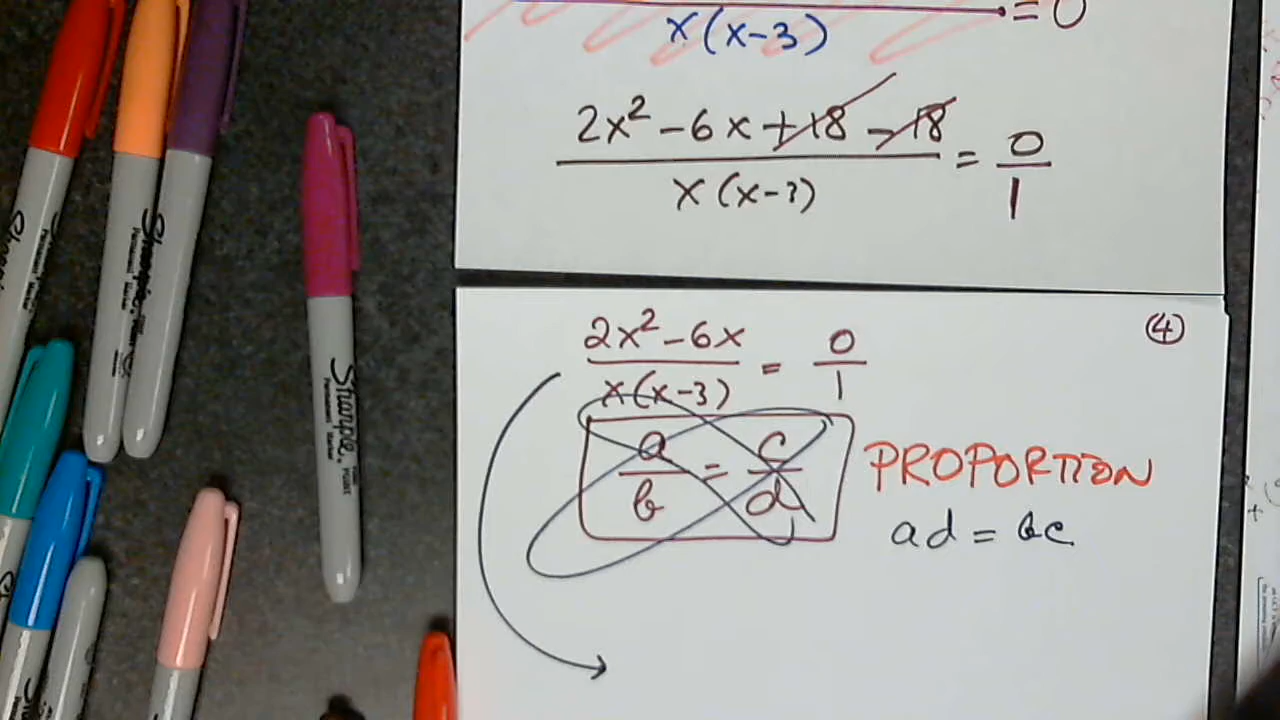 = 0
x(x-3)
2x² - 6x + 18 - 18 = 0
x(x-3) 1
(4)
2x² - 6x = 0
x(x-3) 1
a = c
b d
PROPORTION
ad = bc
Sharpie
Sharpie